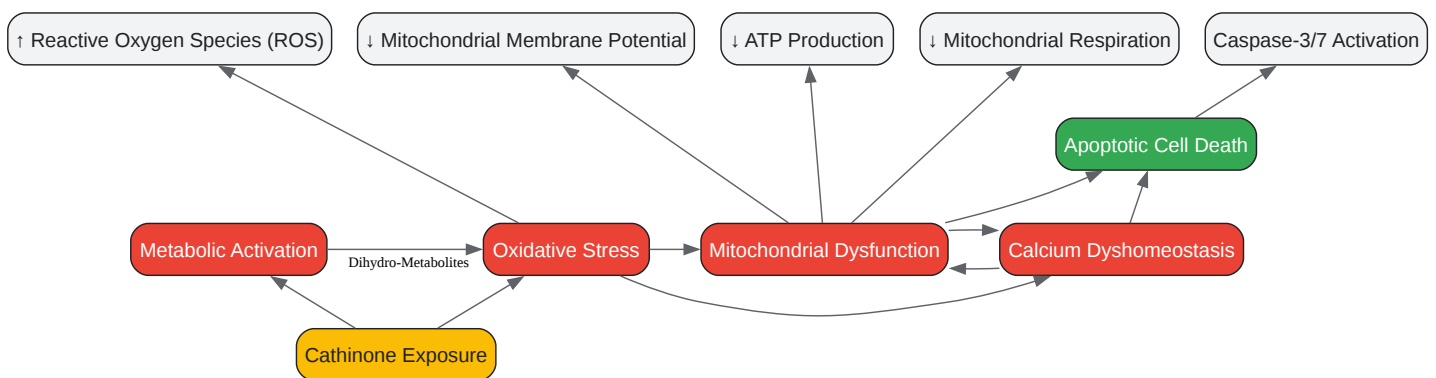 ↑ Reactive Oxygen Species (ROS)
↓ Mitochondrial Membrane Potential
↓ ATP Production
↓ Mitochondrial Respiration
Caspase-3/7 Activation
Apoptotic Cell Death
Metabolic Activation
Dihydro-Metabolites
Oxidative Stress
Mitochondrial Dysfunction
Calcium Dyshomeostasis
Cathinone Exposure